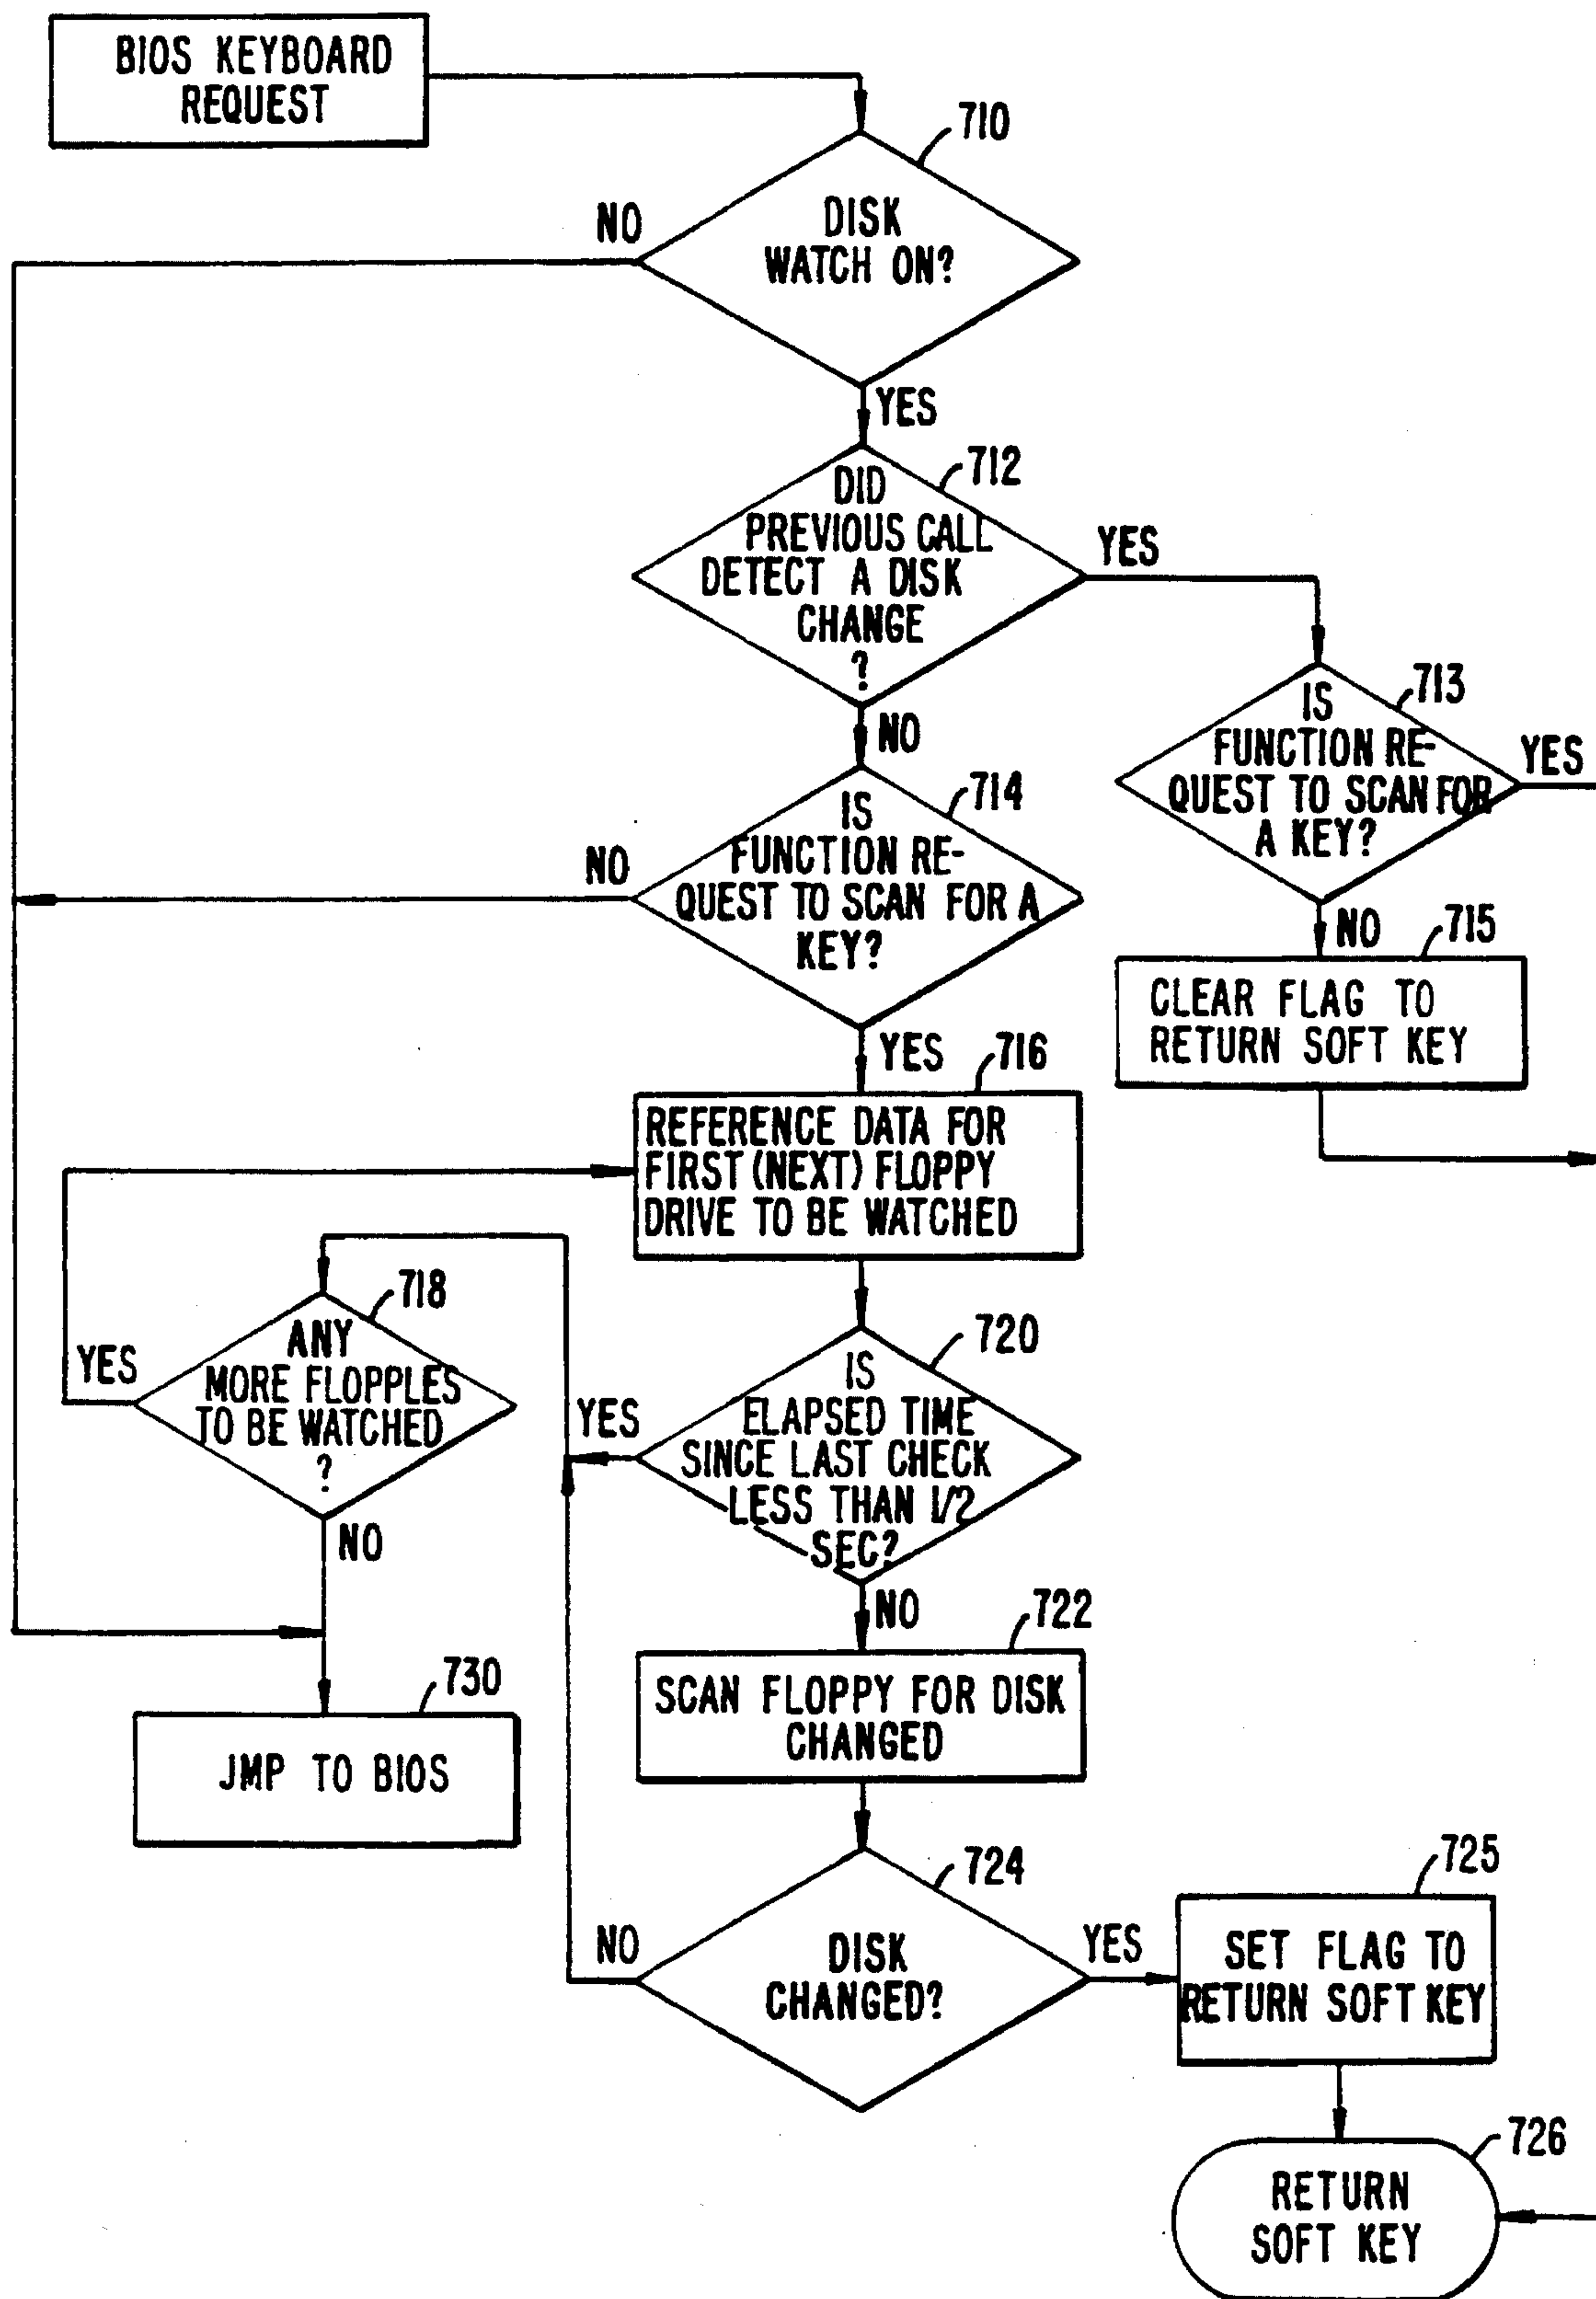 BIOS KEYBOARD
REQUEST
710
DISK
WATCH ON?
NO
YES
712
DID
PREVIOUS CALL
DETECT A DISK
CHANGE
?
YES
NO
713
IS
FUNCTION RE-
QUEST TO SCAN FOR
A KEY?
YES
NO
714
IS
FUNCTION RE-
QUEST TO SCAN FOR A
KEY?
NO
YES
715
CLEAR FLAG TO
RETURN SOFT KEY
716
REFERENCE DATA FOR
FIRST (NEXT) FLOPPY
DRIVE TO BE WATCHED
718
ANY
MORE FLOPPLES
TO BE WATCHED
?
YES
NO
720
IS
ELAPSED TIME
SINCE LAST CHECK
LESS THAN 1/2
SEC?
YES
NO
722
SCAN FLOPPY FOR DISK
CHANGED
730
JMP TO BIOS
724
DISK
CHANGED?
NO
YES
725
SET FLAG TO
RETURN SOFT KEY
726
RETURN
SOFT KEY